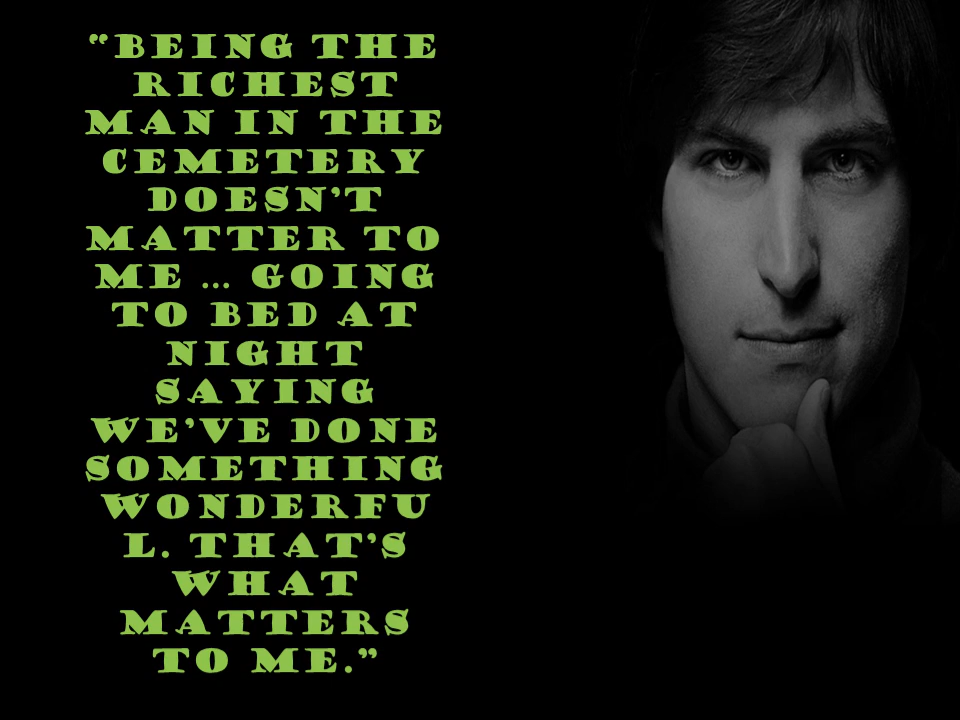 “BEING THE
RICHEST
MAN IN THE
CEMETERY
DOESN’T
MATTER TO
ME … GOING
TO BED AT
NIGHT
SAYING
WE’VE DONE
SOMETHING
WONDERFU
L. THAT’S
WHAT
MATTERS
TO ME.”